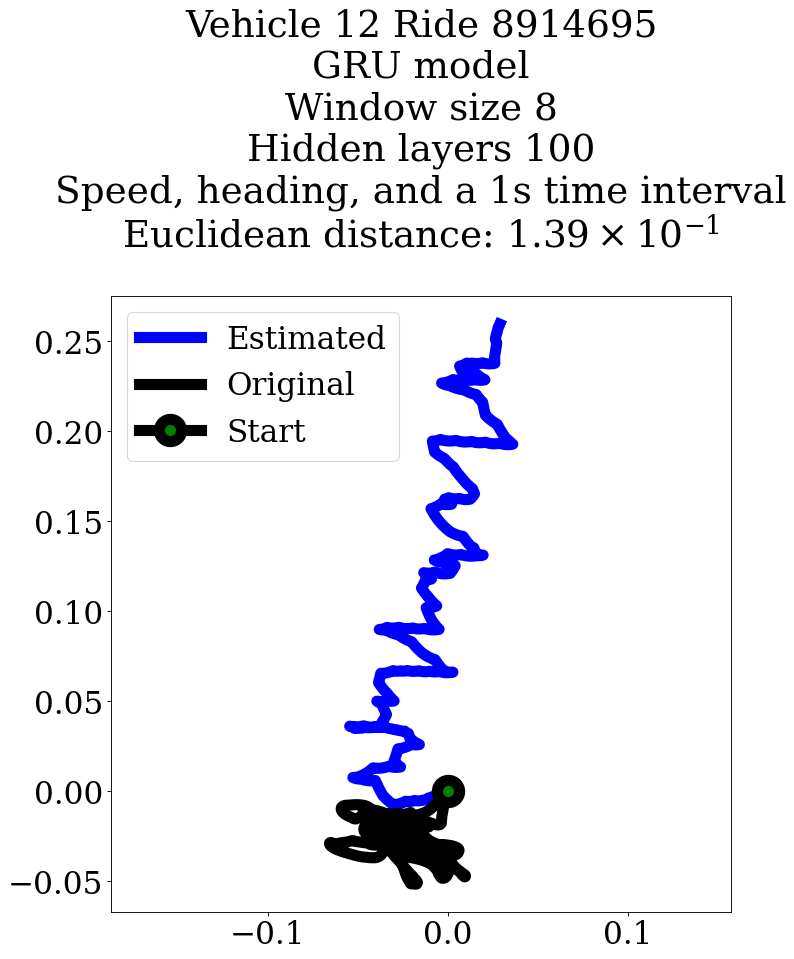 Vehicle 12 Ride 8914695
GRU model
Window size 8
Hidden layers 100
Speed, heading, and a 1s time interval
Euclidean distance: 1.39 × 10⁻¹
Estimated
Original
Start
0.25
0.20
0.15
0.10
0.05
0.00
−0.05
−0.1 0.0 0.1